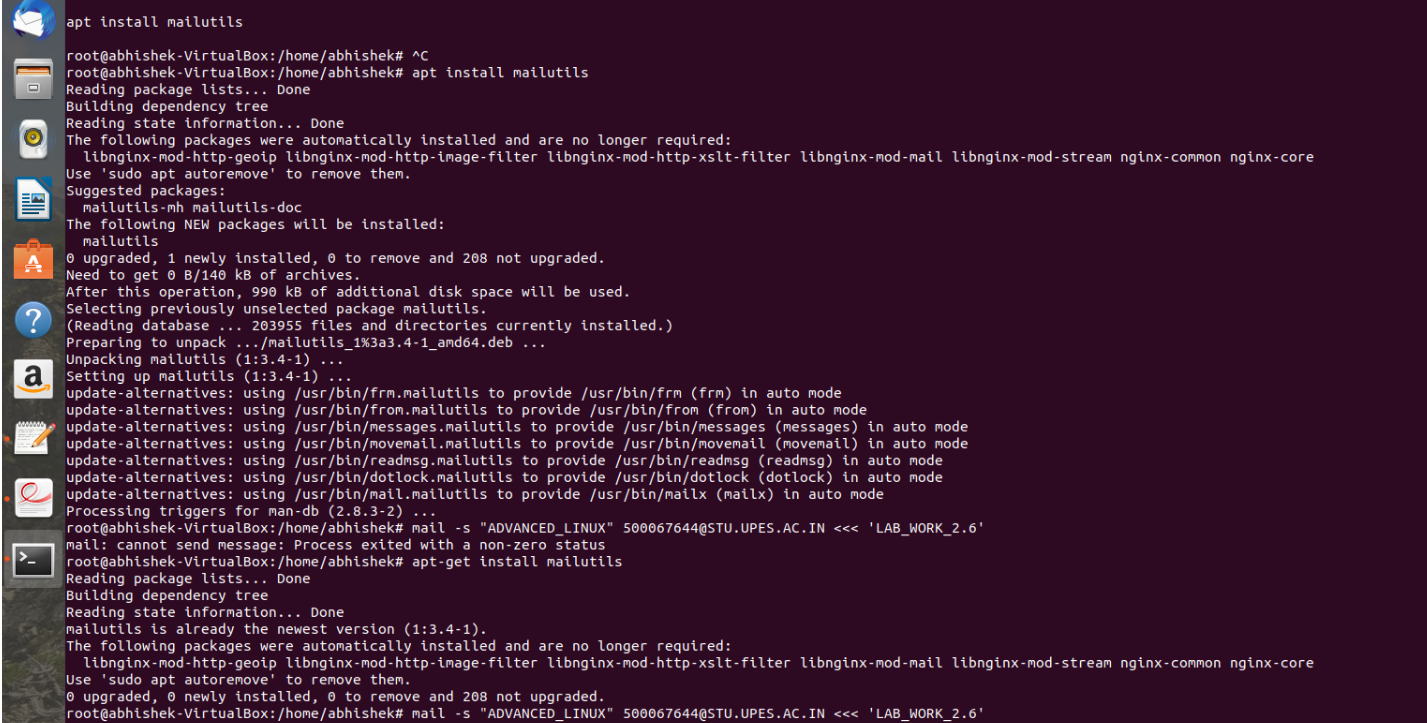 apt install mailutils
root@abhishek-VirtualBox:/home/abhishek# ^C
root@abhishek-VirtualBox:/home/abhishek# apt install mailutils
Reading package lists... Done
Building dependency tree
Reading state information... Done
The following packages were automatically installed and are no longer required:
  libnginx-mod-http-geoip libnginx-mod-http-image-filter libnginx-mod-http-xslt-filter libnginx-mod-mail libnginx-mod-stream nginx-common nginx-core
Use 'sudo apt autoremove' to remove them.
Suggested packages:
  mailutils-mh mailutils-doc
The following NEW packages will be installed:
  mailutils
0 upgraded, 1 newly installed, 0 to remove and 208 not upgraded.
Need to get 0 B/140 kB of archives.
After this operation, 990 kB of additional disk space will be used.
Selecting previously unselected package mailutils.
(Reading database ... 203955 files and directories currently installed.)
Preparing to unpack .../mailutils_1%3a3.4-1_amd64.deb ...
Unpacking mailutils (1:3.4-1) ...
Setting up mailutils (1:3.4-1) ...
update-alternatives: using /usr/bin/frm.mailutils to provide /usr/bin/frm (frm) in auto mode
update-alternatives: using /usr/bin/from.mailutils to provide /usr/bin/from (from) in auto mode
update-alternatives: using /usr/bin/messages.mailutils to provide /usr/bin/messages (messages) in auto mode
update-alternatives: using /usr/bin/movemail.mailutils to provide /usr/bin/movemail (movemail) in auto mode
update-alternatives: using /usr/bin/readmsg.mailutils to provide /usr/bin/readmsg (readmsg) in auto mode
update-alternatives: using /usr/bin/dotlock.mailutils to provide /usr/bin/dotlock (dotlock) in auto mode
update-alternatives: using /usr/bin/mail.mailutils to provide /usr/bin/mailx (mailx) in auto mode
Processing triggers for man-db (2.8.3-2) ...
root@abhishek-VirtualBox:/home/abhishek# mail -s "ADVANCED_LINUX" 500067644@STU.UPES.AC.IN <<< 'LAB_WORK_2.6'
mail: cannot send message: Process exited with a non-zero status
root@abhishek-VirtualBox:/home/abhishek# apt-get install mailutils
Reading package lists... Done
Building dependency tree
Reading state information... Done
mailutils is already the newest version (1:3.4-1).
The following packages were automatically installed and are no longer required:
  libnginx-mod-http-geoip libnginx-mod-http-image-filter libnginx-mod-http-xslt-filter libnginx-mod-mail libnginx-mod-stream nginx-common nginx-core
Use 'sudo apt autoremove' to remove them.
0 upgraded, 0 newly installed, 0 to remove and 208 not upgraded.
root@abhishek-VirtualBox:/home/abhishek# mail -s "ADVANCED_LINUX" 500067644@STU.UPES.AC.IN <<< 'LAB_WORK_2.6'